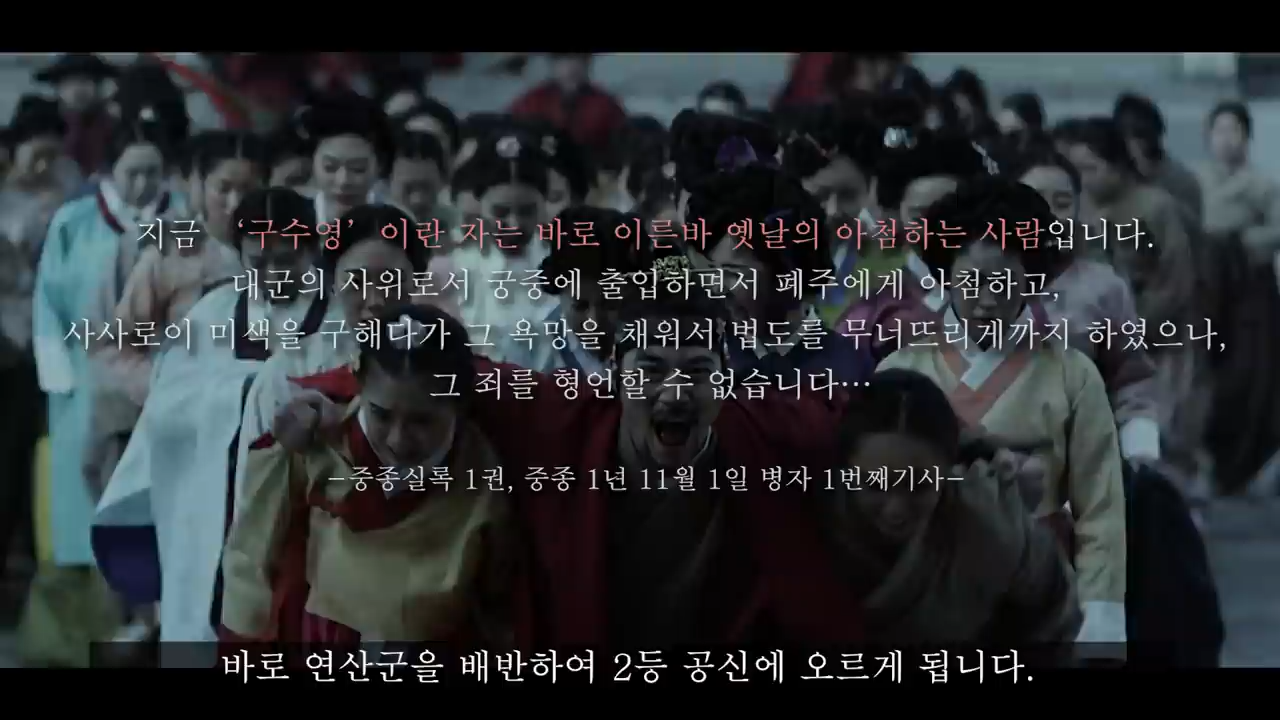 지금 ‘구수영’ 이란 자는 바로 이른바 옛날의 아첨하는 사람입니다.
대군의 사위로서 궁중에 출입하면서 폐주에게 아첨하고,
사사로이 미색을 구해다가 그 욕망을 채워서 법도를 무너뜨리게까지 하였으나,
그 죄를 형언할 수 없습니다…
-중종실록 1권, 중종 1년 11월 1일 병자 1번째기사-
바로 연산군을 배반하여 2등 공신에 오르게 됩니다.